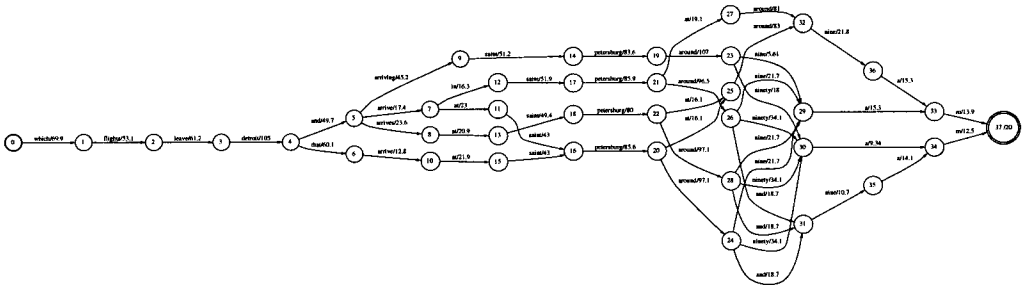 0 which/69.9 1 flights/53.1 2 leave/61.2 3 detroit/105 4
and/49.7 5
that/60.1 6
arriving/45.2 9 saint/51.2 14 petersburg/83.6 19 around/107 23
arrive/17.4 7 in/16.3 12 saint/51.9 17 petersburg/85.9 21
at/23 11 saint/43
arrives/23.6 8 at/20.9 13 saint/49.4 18 petersburg/80 22
arrive/12.8 10 at/21.9 15 saint/43 16 petersburg/85.6 20
at/19.1 27 around/81 32 nine/21.8 36 a/15.3 33 m/13.9
around/96.5 26
at/16.1 25 around/83
at/16.1
around/97.1 28
around/97.1 24
nine/5.61
nine/21.7 29 a/15.3
ninety/18
ninety/34.1
nine/21.7 30 a/9.34 34 m/12.5
nine/21.7
ninety/34.1
and/18.7
and/18.7 31 nine/10.7 35 a/14.1
ninety/34.1
and/18.7